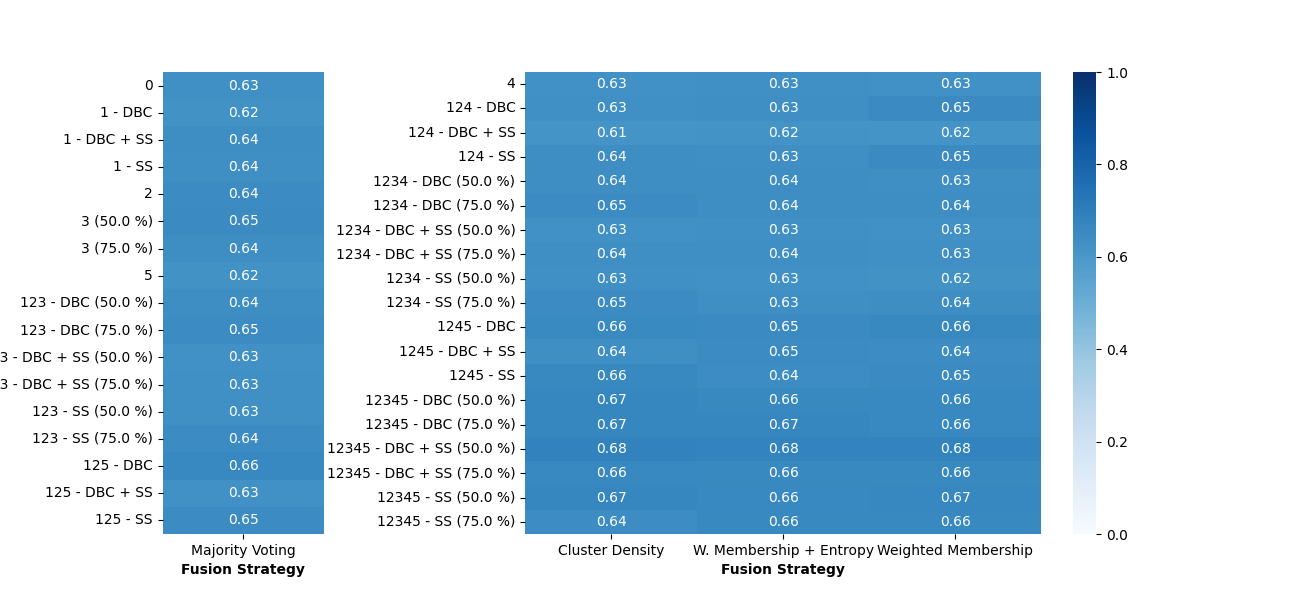 0 0.63
1 - DBC 0.62
1 - DBC + SS 0.64
1 - SS 0.64
2 0.64
3 (50.0 %) 0.65
3 (75.0 %) 0.64
5 0.62
123 - DBC (50.0 %) 0.64
123 - DBC (75.0 %) 0.65
3 - DBC + SS (50.0 %) 0.63
3 - DBC + SS (75.0 %) 0.63
123 - SS (50.0 %) 0.63
123 - SS (75.0 %) 0.64
125 - DBC 0.66
125 - DBC + SS 0.63
125 - SS 0.65
Majority Voting
Fusion Strategy
4 0.63 0.63 0.63
124 - DBC 0.63 0.63 0.65
124 - DBC + SS 0.61 0.62 0.62
124 - SS 0.64 0.63 0.65
1234 - DBC (50.0 %) 0.64 0.64 0.63
1234 - DBC (75.0 %) 0.65 0.64 0.64
1234 - DBC + SS (50.0 %) 0.63 0.63 0.63
1234 - DBC + SS (75.0 %) 0.64 0.64 0.63
1234 - SS (50.0 %) 0.63 0.63 0.62
1234 - SS (75.0 %) 0.65 0.63 0.64
1245 - DBC 0.66 0.65 0.66
1245 - DBC + SS 0.64 0.65 0.64
1245 - SS 0.66 0.64 0.65
12345 - DBC (50.0 %) 0.67 0.66 0.66
12345 - DBC (75.0 %) 0.67 0.67 0.66
12345 - DBC + SS (50.0 %) 0.68 0.68 0.68
12345 - DBC + SS (75.0 %) 0.66 0.66 0.66
12345 - SS (50.0 %) 0.67 0.66 0.67
12345 - SS (75.0 %) 0.64 0.66 0.66
Cluster Density W. Membership + Entropy Weighted Membership
Fusion Strategy
1.0
0.8
0.6
0.4
0.2
0.0